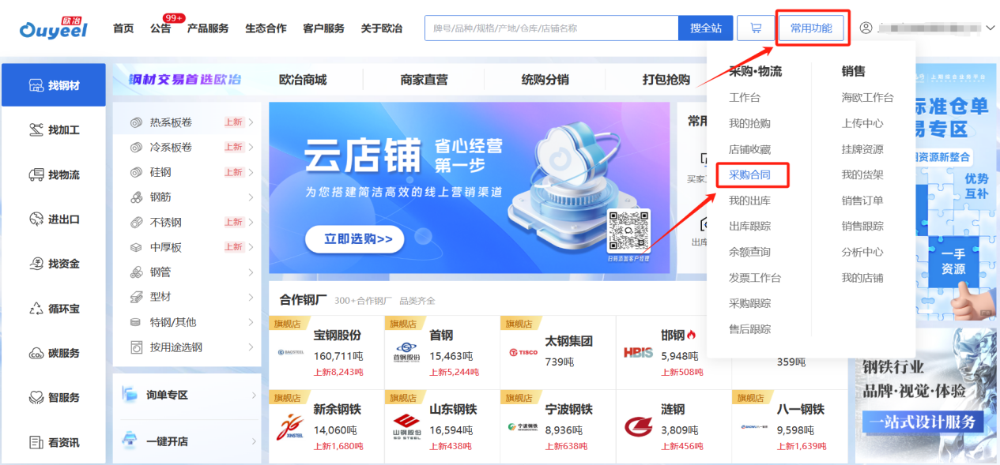 欧冶
Ouyeel
首页
公告
99+
产品服务
生态合作
客户服务
关于欧冶
牌号/品种/规格/产地/仓库/店铺名称
搜全站
常用功能
找钢材
找加工
找物流
进出口
找资金
循环宝
碳服务
智服务
看资讯
钢材交易首选欧冶
欧冶商城
商家直营
统购分销
打包抢购
热系板卷 上新
冷系板卷 上新
硅钢 上新
钢筋
不锈钢 上新
中厚板 上新
钢管
型材
特钢/其他
按用途选钢
询单专区
一键开店
云店铺
省心经营
第一步
为您搭建简洁高效的线上营销渠道
立即选购>>
扫码添加客户经理
常用
买家
出库
采购·物流
工作台
我的抢购
店铺收藏
采购合同
我的出库
出库跟踪
余额查询
发票工作台
采购跟踪
售后跟踪
销售
海欧工作台
上传中心
挂牌资源
我的货架
销售订单
销售跟踪
分析中心
我的店铺
合作钢厂 300+合作钢厂 品类齐全
旗舰店
宝钢股份
BAOSTEEL
160,711吨
上新8,243吨
旗舰店
首钢
首钢股份
15,463吨
上新5,244吨
旗舰店
太钢集团
TISCO
739吨
邯钢
HBIS
5,948吨
上新508吨
359吨
旗舰店
新余钢铁
XINSTEEL
14,060吨
上新1,680吨
旗舰店
山东钢铁
山钢股份
SD STEEL
16,594吨
上新438吨
旗舰店
宁波钢铁
宁波钢铁
8,936吨
上新638吨
涟钢
3,809吨
上新456吨
旗舰店
八一钢铁
9,598吨
上新1,639吨
标准仓单
易专区
资源新整合
优势
互补
一手
资源
钢铁行业
品牌·视觉·体验
一站式设计服务